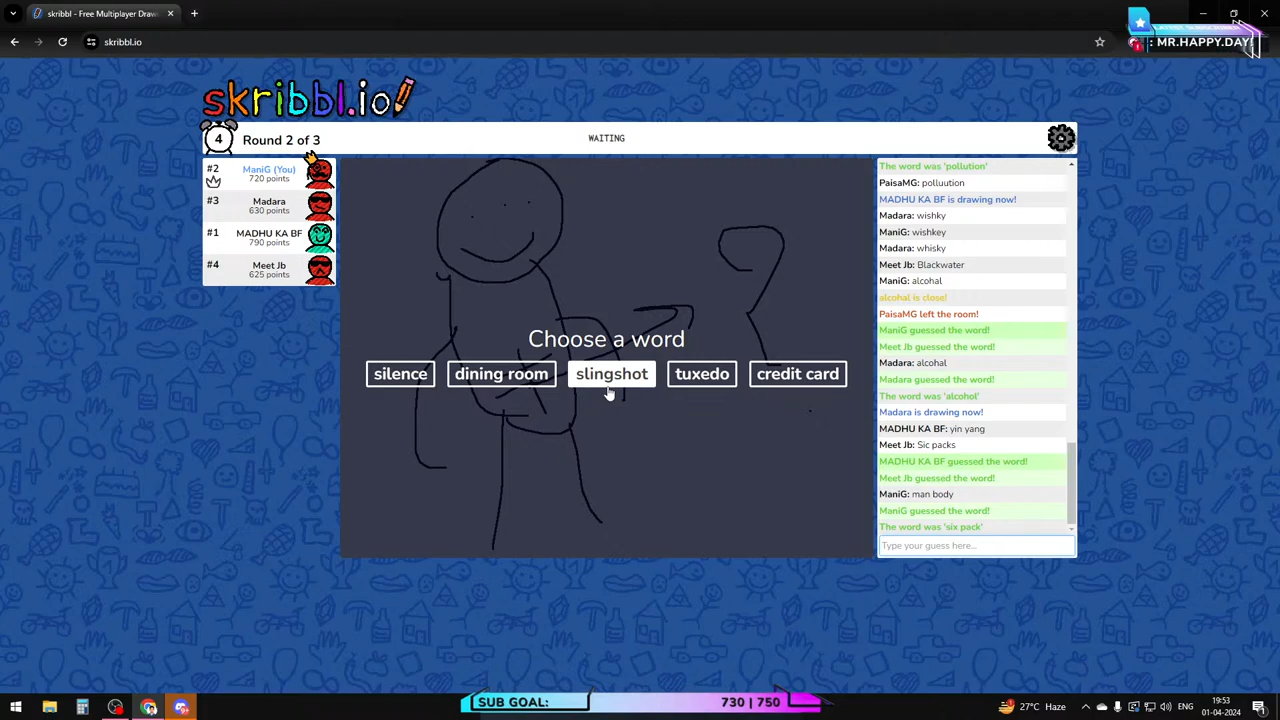 skribbl - Free Multiplayer Draw
skribbl.io
: MR.HAPPY.DAY!
skribbl.io
4
Round 2 of 3
WAITING
#2
ManiG (You)
720 points
#3
Madara
630 points
#1
MADHU KA BF
790 points
#4
Meet Jb
625 points
Choose a word
silence
dining room
slingshot
tuxedo
credit card
The word was 'pollution'
PaisaMG: polluution
MADHU KA BF is drawing now!
Madara: wishky
ManiG: wishkey
Madara: whisky
Meet Jb: Blackwater
ManiG: alcohal
alcohal is close!
PaisaMG left the room!
ManiG guessed the word!
Meet Jb guessed the word!
Madara: alcohal
Madara guessed the word!
The word was 'alcohol'
Madara is drawing now!
MADHU KA BF: yin yang
Meet Jb: Sic packs
MADHU KA BF guessed the word!
Meet Jb guessed the word!
ManiG: man body
ManiG guessed the word!
The word was 'six pack'
Type your guess here...
SUB GOAL:
730 | 750
27°C Haze
ENG
19:53
01-04-2024